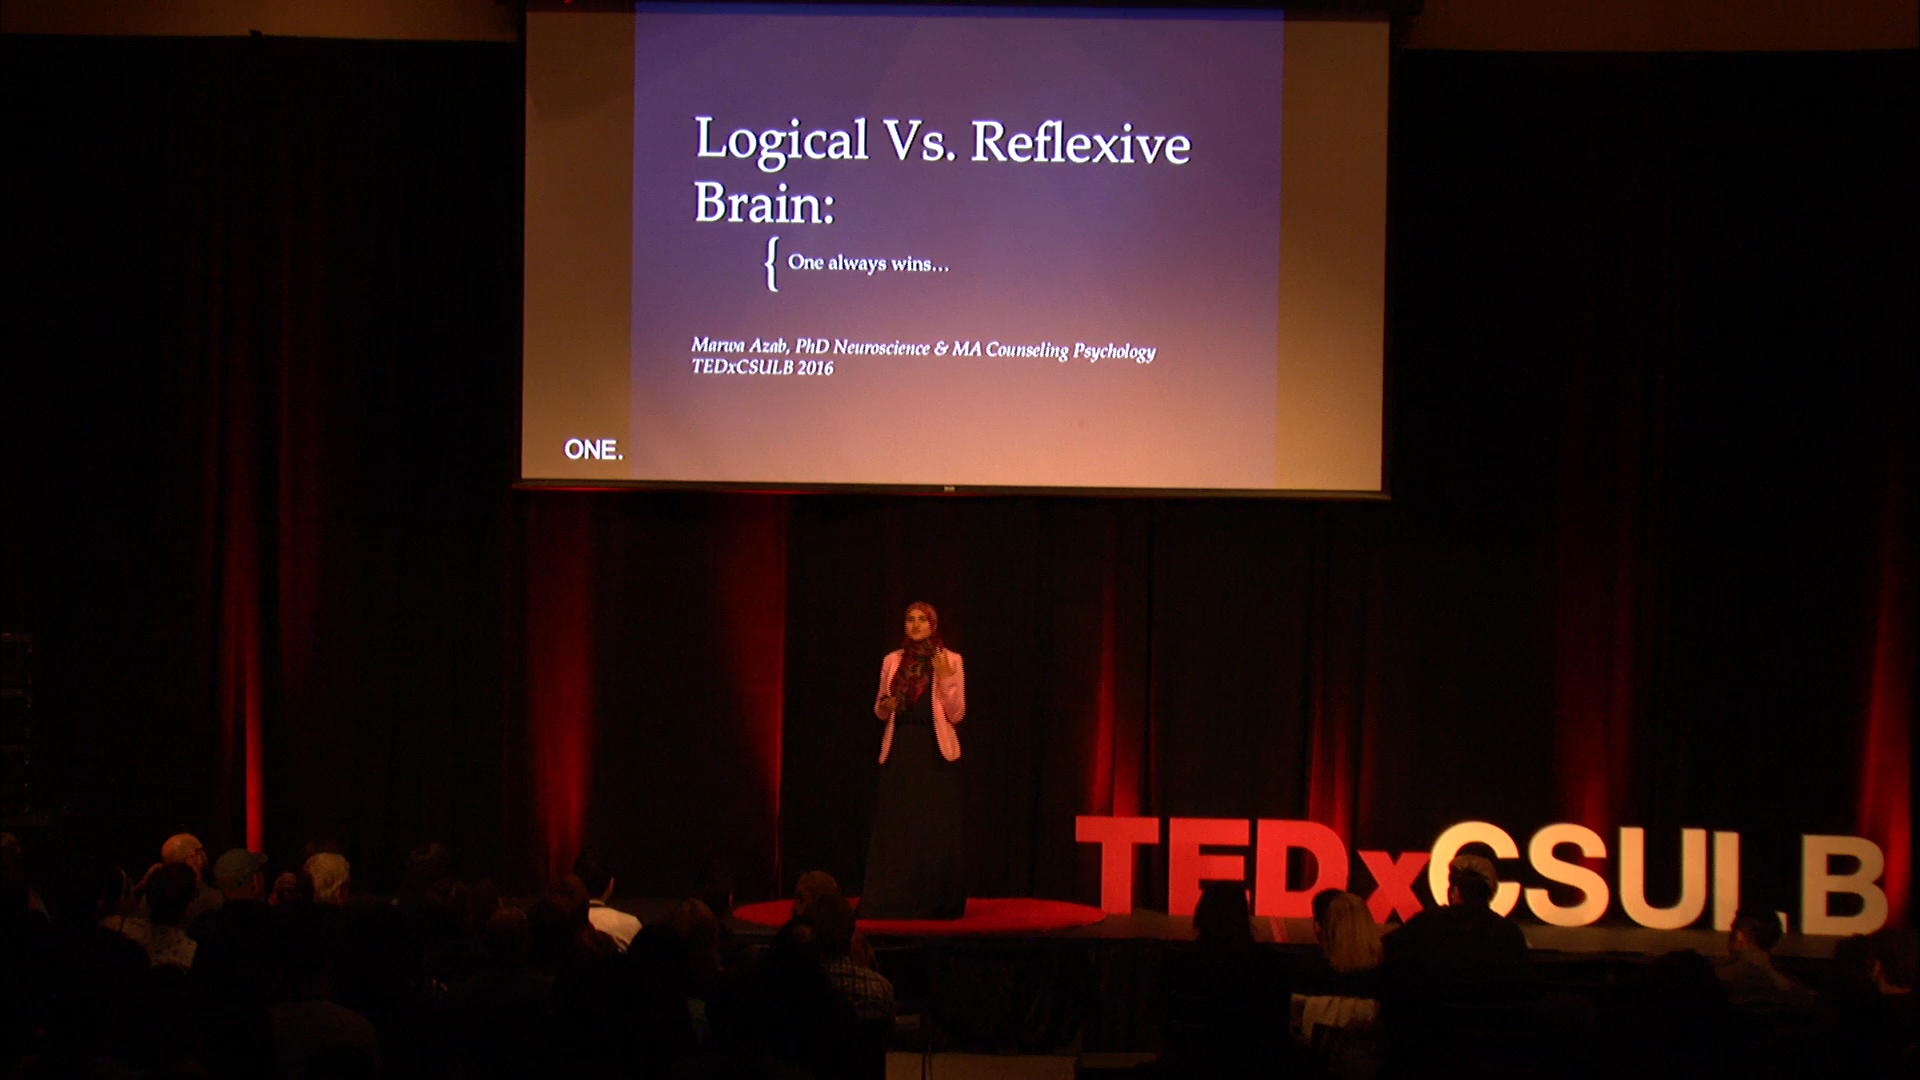 Logical Vs. Reflexive
Brain:
One always wins...
Marwa Azab, PhD Neuroscience & MA Counseling Psychology
TEDxCSULB 2016
ONE.
TEDxCSULB